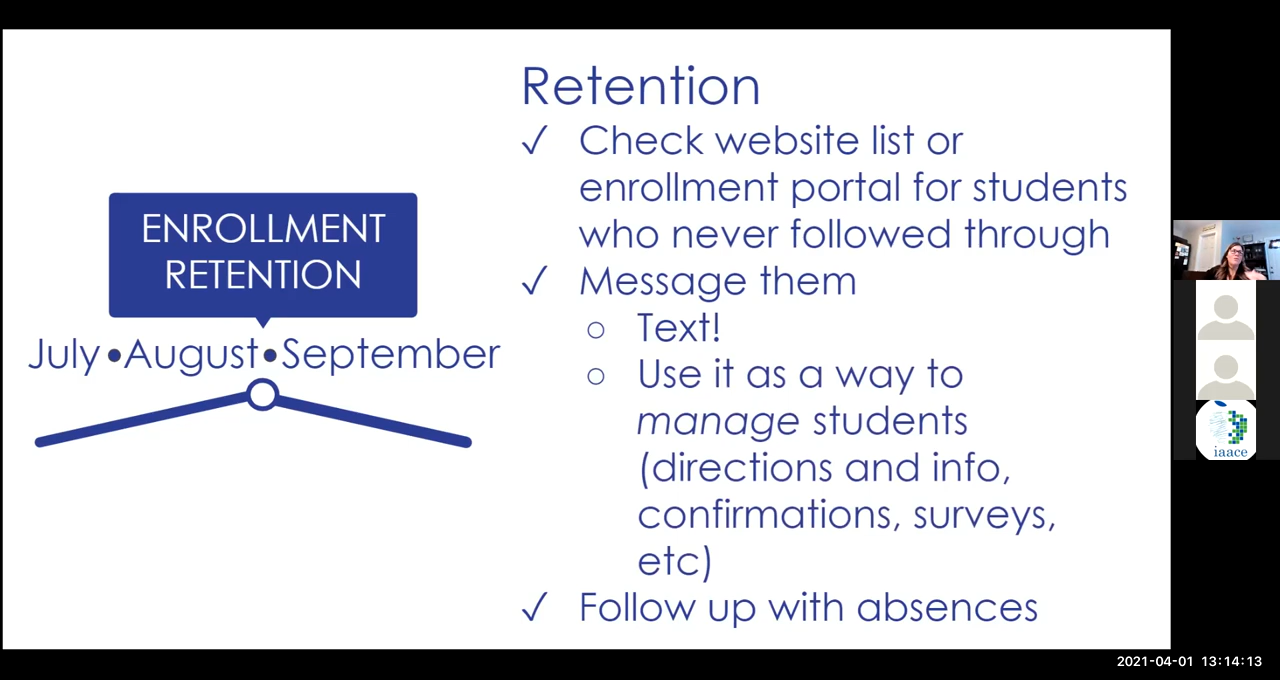 ENROLLMENT
RETENTION
July•August•September
Retention
✓ Check website list or
enrollment portal for students
who never followed through
✓ Message them
○ Text!
○ Use it as a way to
manage students
(directions and info,
confirmations, surveys,
etc)
✓ Follow up with absences
iaace
2021-04-01 13:14:13